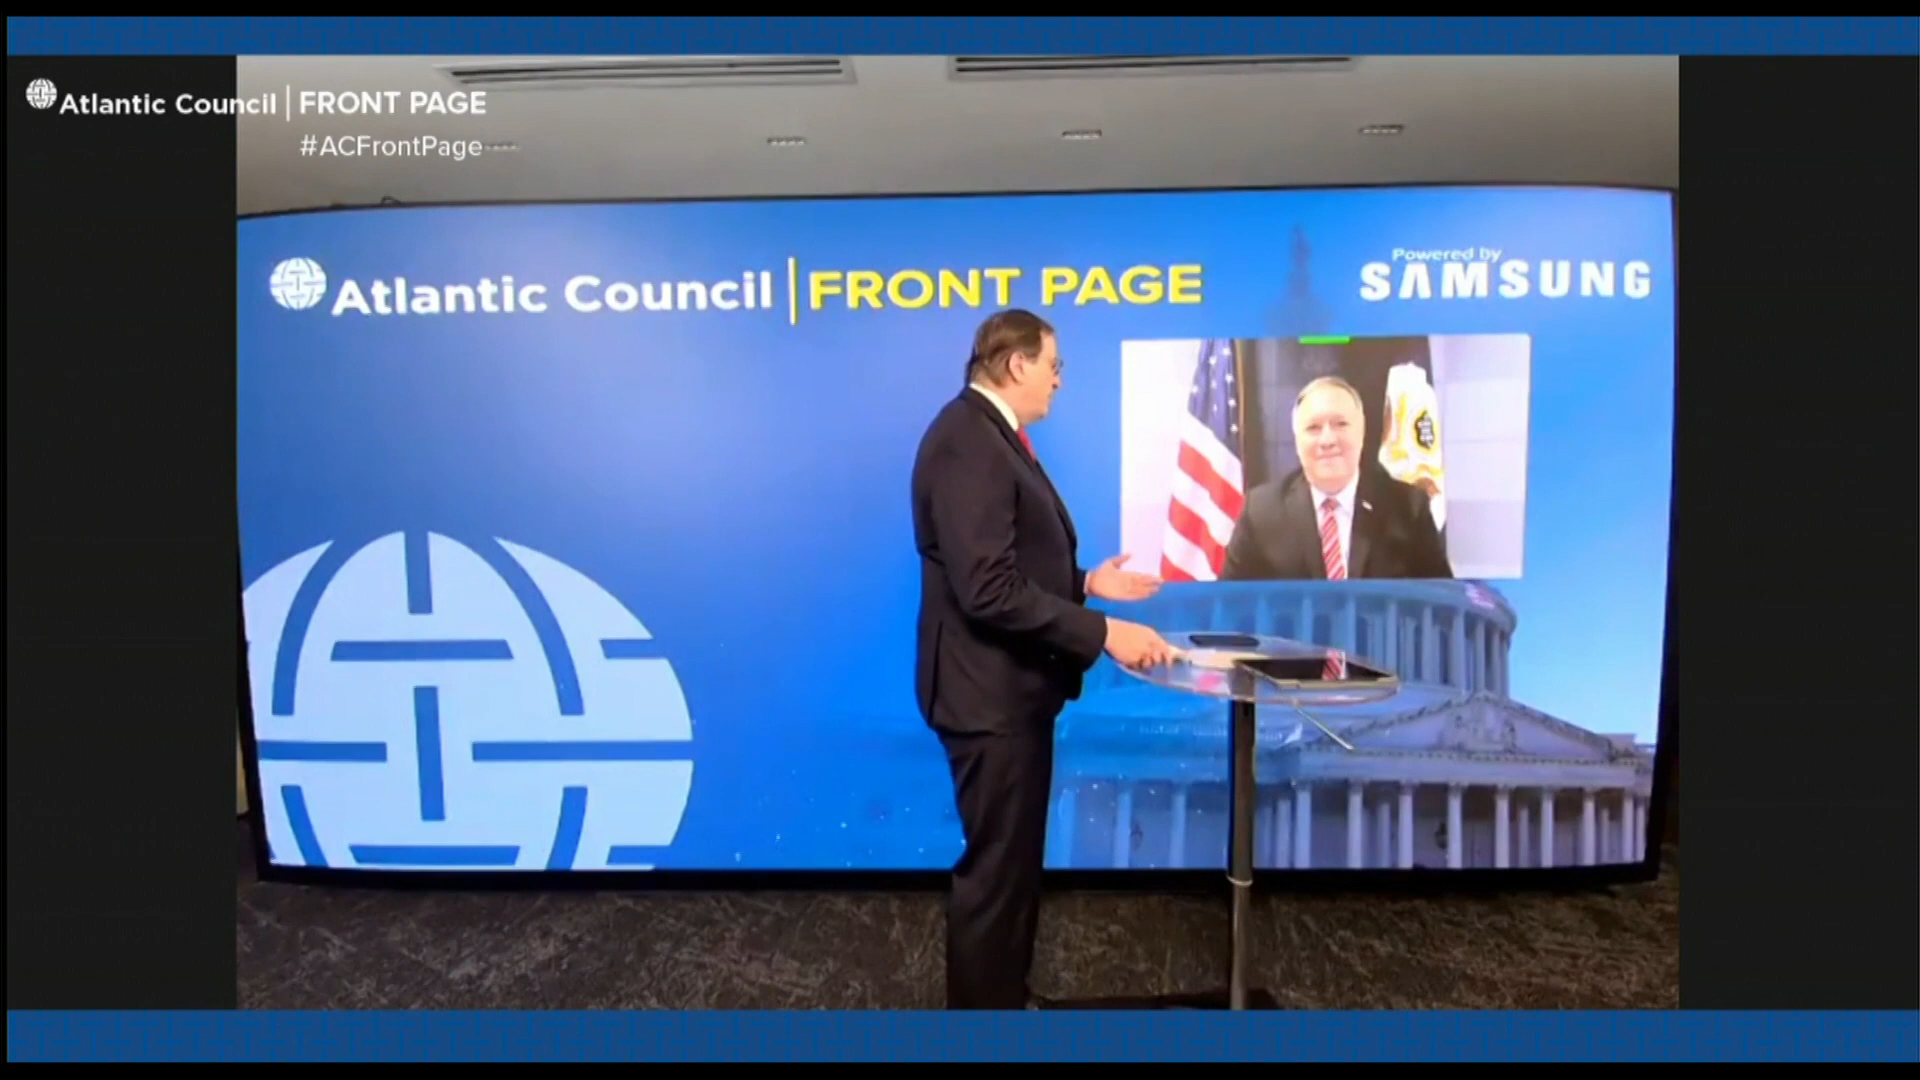 Atlantic Council | FRONT PAGE
#ACFrontPage
Atlantic Council | FRONT PAGE
Powered by
SAMSUNG